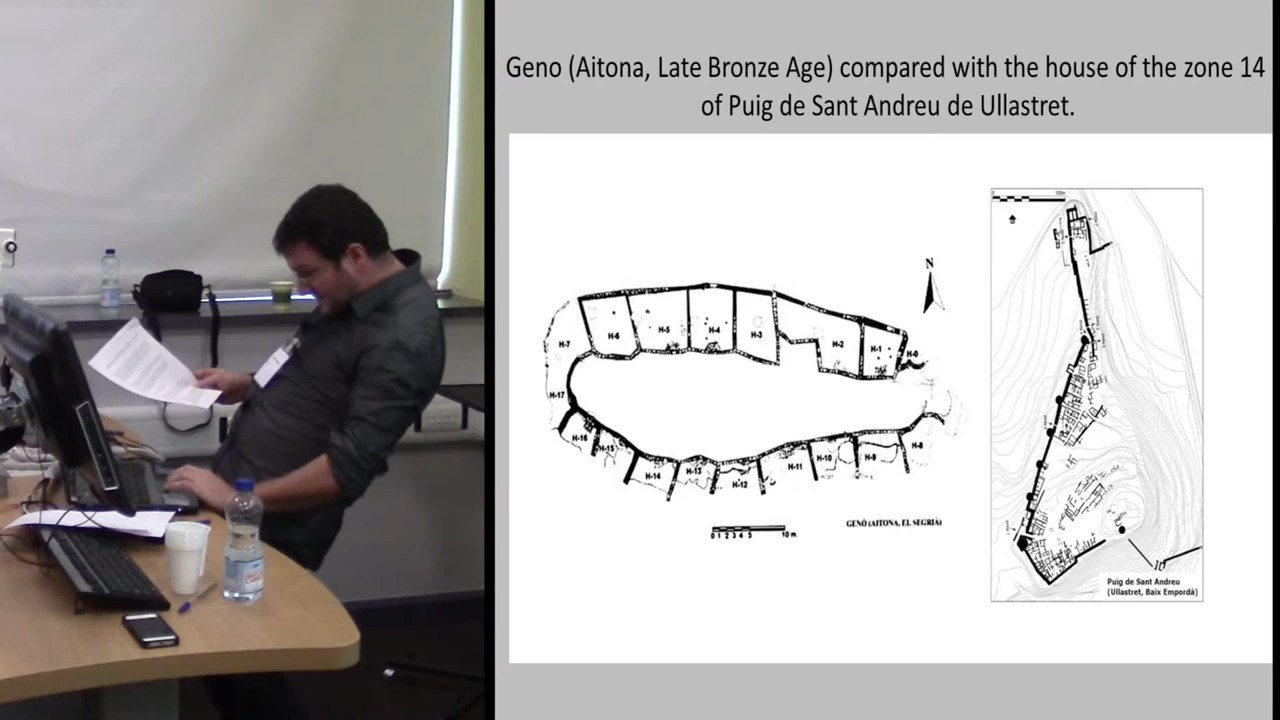 Geno (Aitona, Late Bronze Age) compared with the house of the zone 14
of Puig de Sant Andreu de Ullastret.
N
H-7
H-6
H-5
H-4
H-3
H-2
H-1
H-0
H-17
H-16
H-15
H-14
H-13
H-12
H-11
H-10
H-9
H-8
0 1 2 3 4 5 10 m.
GENÓ (AITONA, EL SEGRIÀ)
Puig de Sant Andreu
(Ullastret, Baix Empordà)